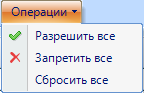 Операции
Разрешить все
Запретить все
Сбросить все